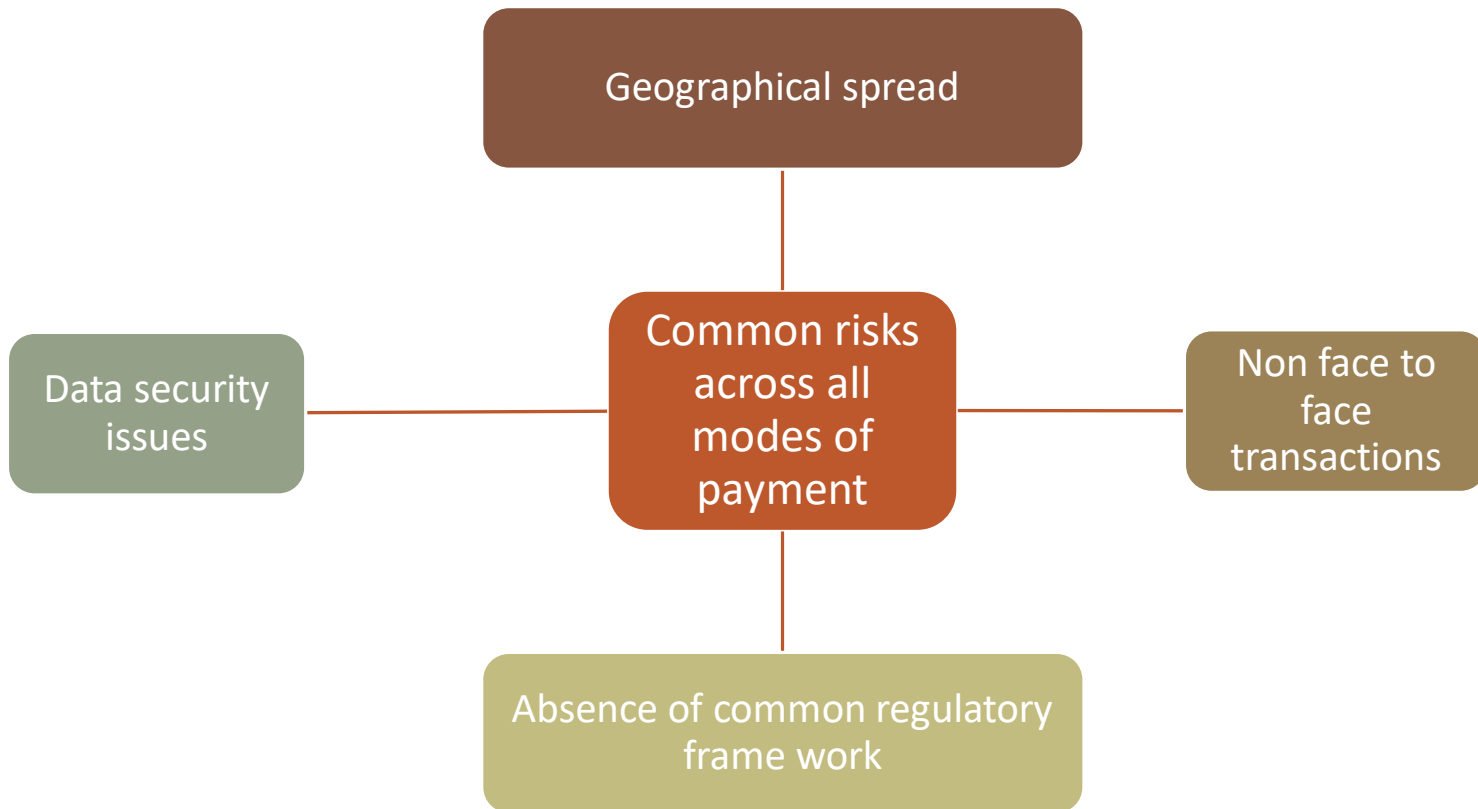 Geographical spread
Common risks
across all
modes of
payment
Data security
issues
Non face to
face
transactions
Absence of common regulatory
frame work